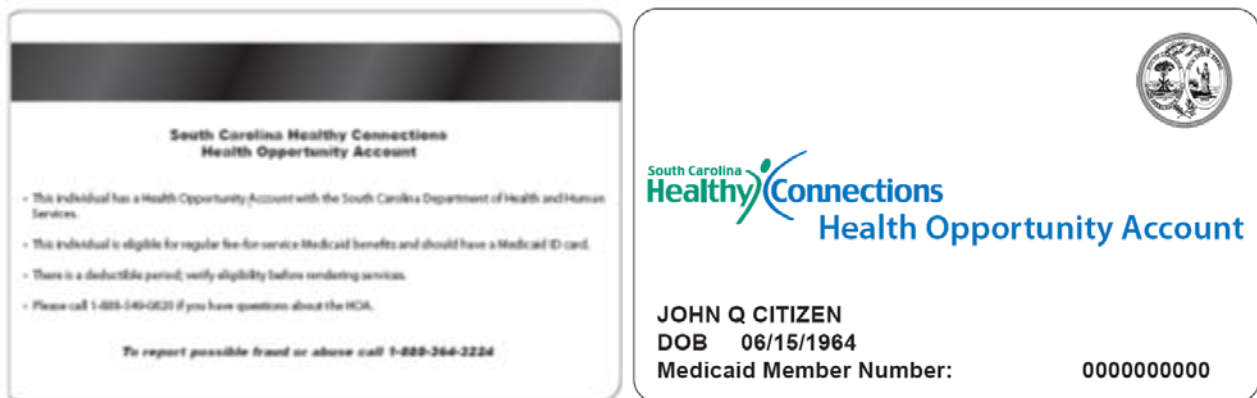 South Carolina Healthy Connections
Health Opportunity Account
- This individual has a Health Opportunity Account with the South Carolina Department of Health and Human
Services.
- This individual is eligible for regular fee-for-service Medicaid benefits and should have a Medicaid ID card.
- There is a deductible period; verify eligibility before rendering services.
- Please call 1-888-549-0820 if you have questions about the HOA.
To report possible fraud or abuse call 1-888-364-3224
South Carolina
Healthy Connections
Health Opportunity Account
JOHN Q CITIZEN
DOB 06/15/1964
Medicaid Member Number: 0000000000